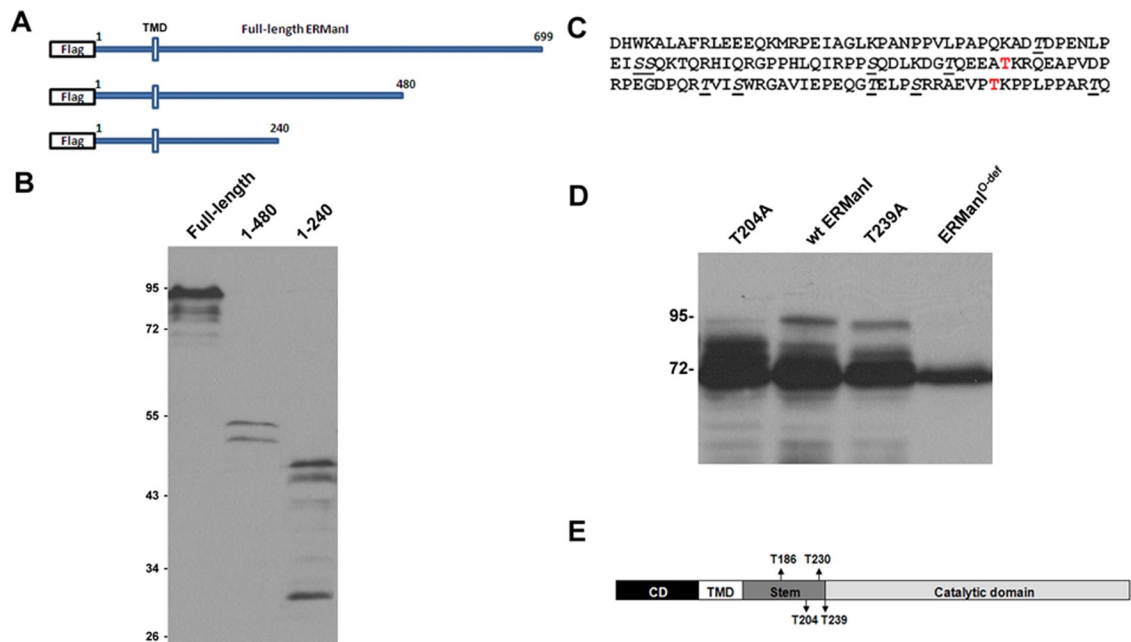 A
TMD
Full-length ERManI
Flag
1
699
Flag
1
480
Flag
1
240
B
Full-length
1-480
1-240
95 -
72 -
55 -
43 -
34 -
26 -
C
DHWKALAFRLEEEQKMRPEIAGLKPANPPVLPAPQKADTDPENLP
EISSQKTQRHIQRGPPHLQIRPPSQDLKDGTQEEATKRQEAPVDP
RPEGDPQRTVISWRGAVIEPEQGTELPSRRAEVPTKPPLPPARTQ
D
T204A
wt ERManI
T239A
ERManIO-def
95-
72-
E
T186 T230
CD TMD Stem Catalytic domain
T204 T239